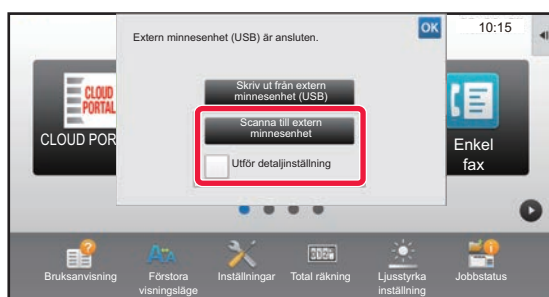 Extern minnesenhet (USB) är ansluten.
OK
10:15
Skriv ut från extern
minnesenhet (USB)
Scanna till extern
minnesenhet
Utför detaljinställning
CLOUD
PORTAL
CLOUD POR
Enkel
fax
Bruksanvisning
Förstora
visningsläge
Inställningar
Total räkning
Ljusstyrka
inställning
Jobbstatus